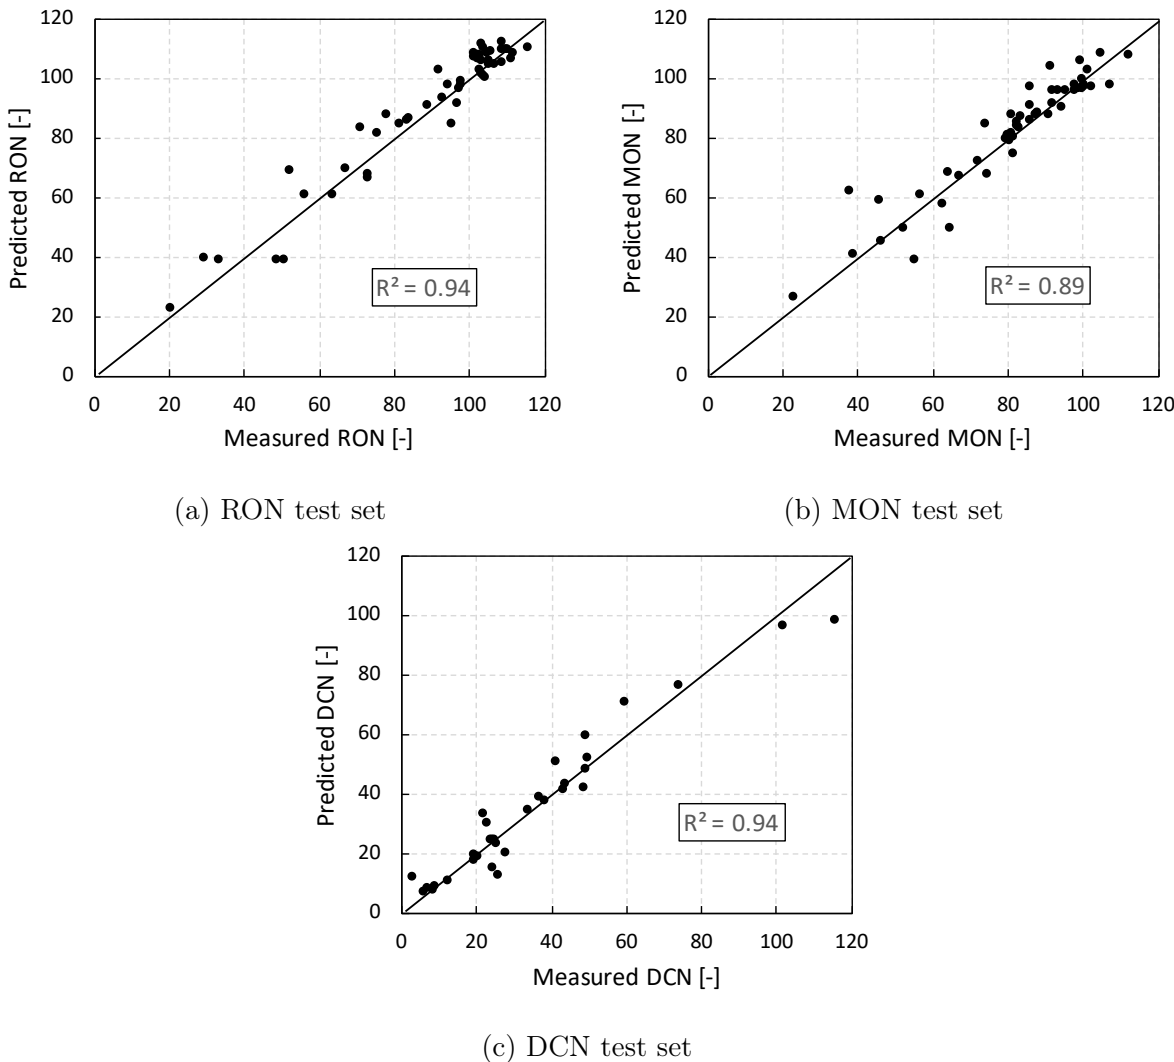 120
100
80
60
40
20
0
Predicted RON [-]
R² = 0.94
0 20 40 60 80 100 120
Measured RON [-]
(a) RON test set
120
100
80
60
40
20
0
Predicted MON [-]
R² = 0.89
0 20 40 60 80 100 120
Measured MON [-]
(b) MON test set
120
100
80
60
40
20
0
Predicted DCN [-]
R² = 0.94
0 20 40 60 80 100 120
Measured DCN [-]
(c) DCN test set